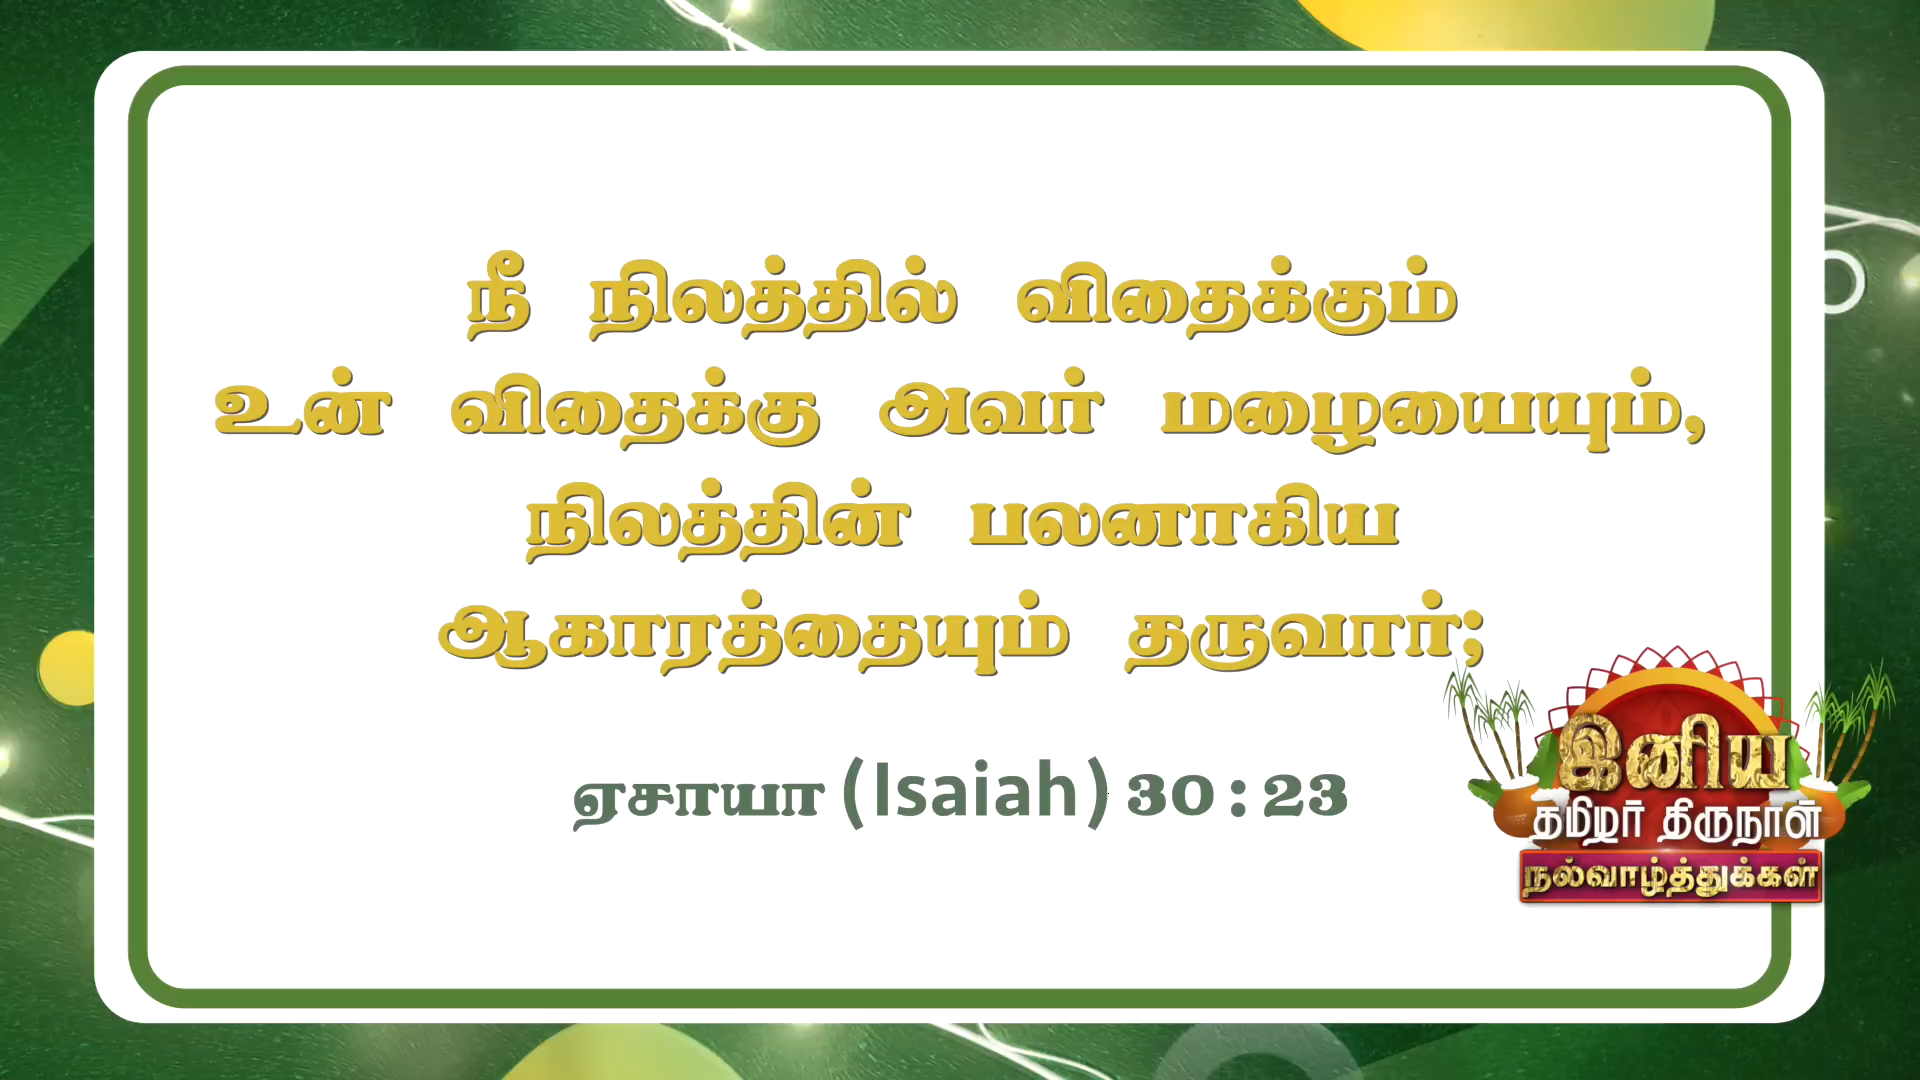 நீ நிலத்தில் விதைக்கும்
உன் விதைக்கு அவர் மழையையும்,
நிலத்தின் பலனாகிய
ஆகாரத்தையும் தருவார்;
ஏசாயா (Isaiah) 30 : 23
இனிய
தமிழர் திருநாள்
நல்வாழ்த்துக்கள்